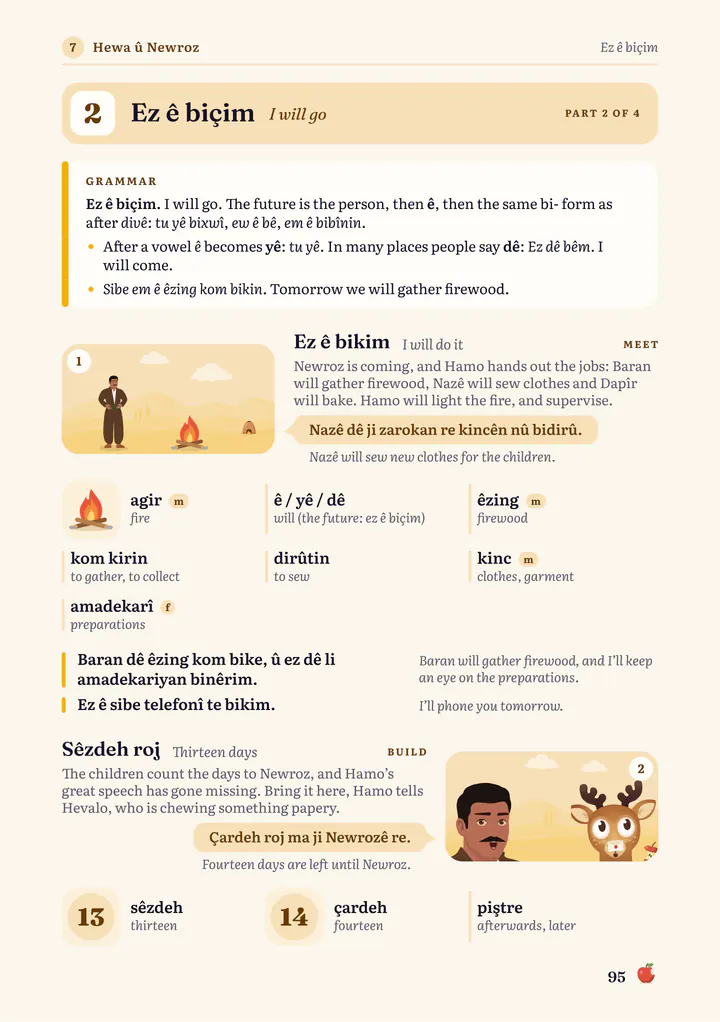 7 Hewa û Newroz
Ez ê biçim
2 Ez ê biçim I will go PART 2 OF 4
GRAMMAR
Ez ê biçim. I will go. The future is the person, then ê, then the same bi- form as
after divê: tu yê bixwî, ew ê bê, em ê bibînin.
• After a vowel ê becomes yê: tu yê. In many places people say dê: Ez dê bêm. I
will come.
• Sibe em ê êzing kom bikin. Tomorrow we will gather firewood.
1
Ez ê bikim I will do it MEET
Newroz is coming, and Hamo hands out the jobs: Baran
will gather firewood, Nazê will sew clothes and Dapîr
will bake. Hamo will light the fire, and supervise.
Nazê dê ji zarokan re kincên nû bidirû.
Nazê will sew new clothes for the children.
agir m
fire
ê / yê / dê
will (the future: ez ê biçim)
êzing m
firewood
kom kirin
to gather, to collect
dirûtin
to sew
kinc m
clothes, garment
amadekarî f
preparations
Baran dê êzing kom bike, û ez dê li
amadekariyan binêrim.
Baran will gather firewood, and I'll keep
an eye on the preparations.
Ez ê sibe telefonî te bikim.
I'll phone you tomorrow.
Sêzdeh roj Thirteen days BUILD
The children count the days to Newroz, and Hamo's
great speech has gone missing. Bring it here, Hamo tells
Hevalo, who is chewing something papery.
Çardeh roj ma ji Newrozê re.
Fourteen days are left until Newroz.
2
13 sêzdeh
thirteen
14 çardeh
fourteen
piştre
afterwards, later
95